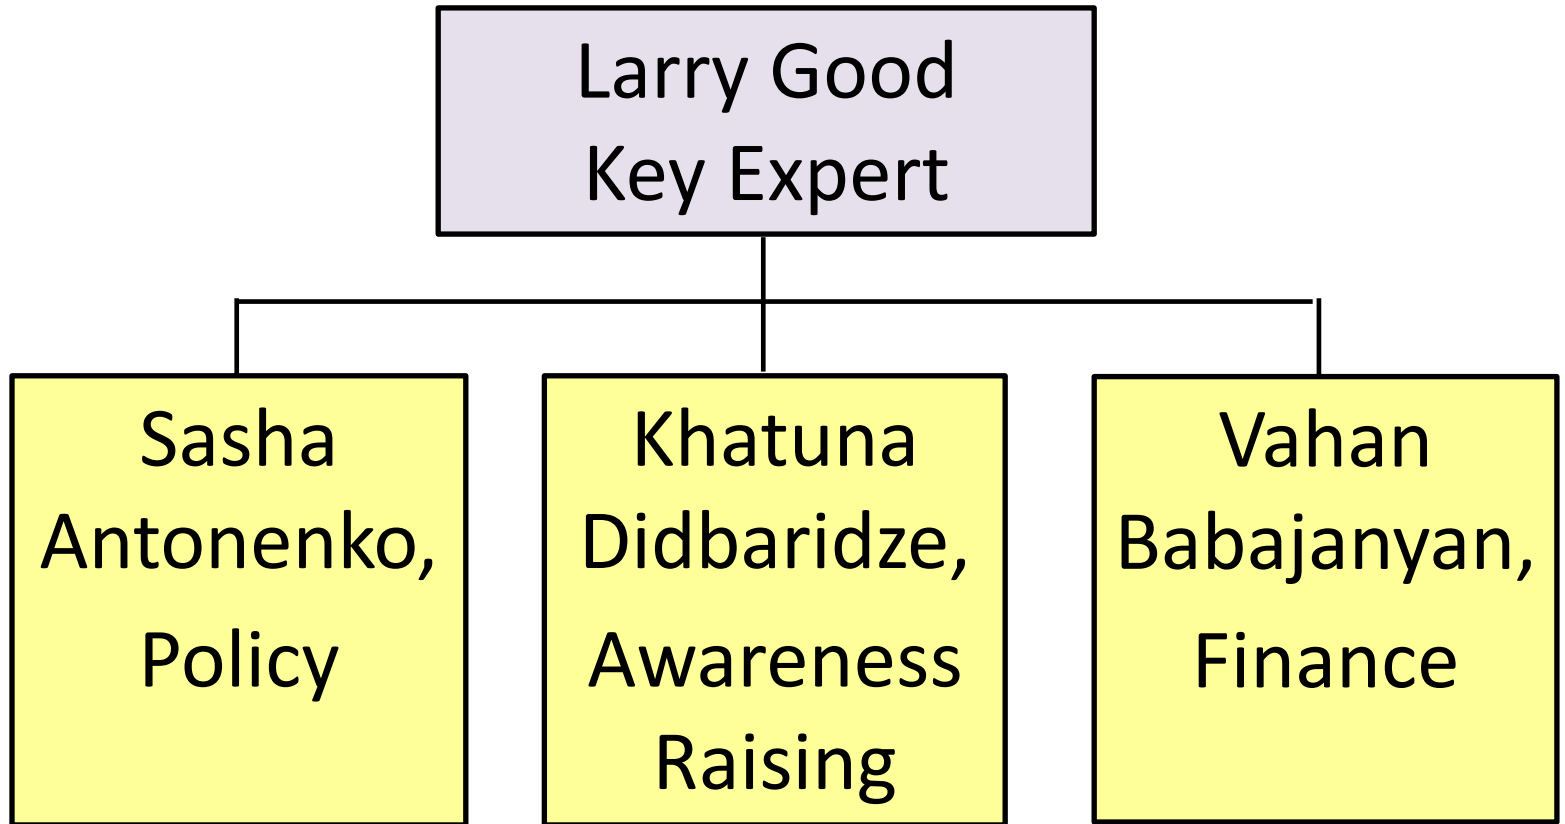 Larry Good
Key Expert
Sasha
Antonenko,
Policy
Khatuna
Didbaridze,
Awareness
Raising
Vahan
Babajanyan,
Finance